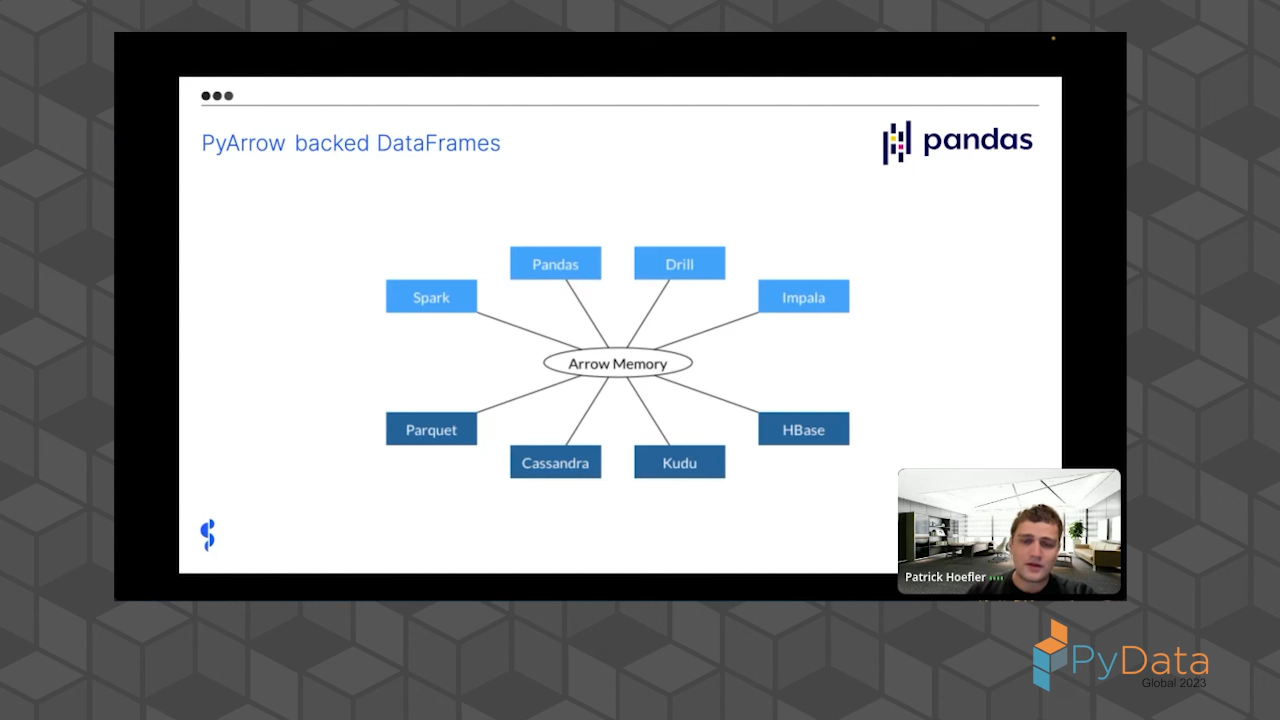 PyArrow backed DataFrames
pandas
Pandas
Drill
Spark
Impala
Arrow Memory
Parquet
HBase
Cassandra
Kudu
Patrick Hoefler
PyData
Global 2023